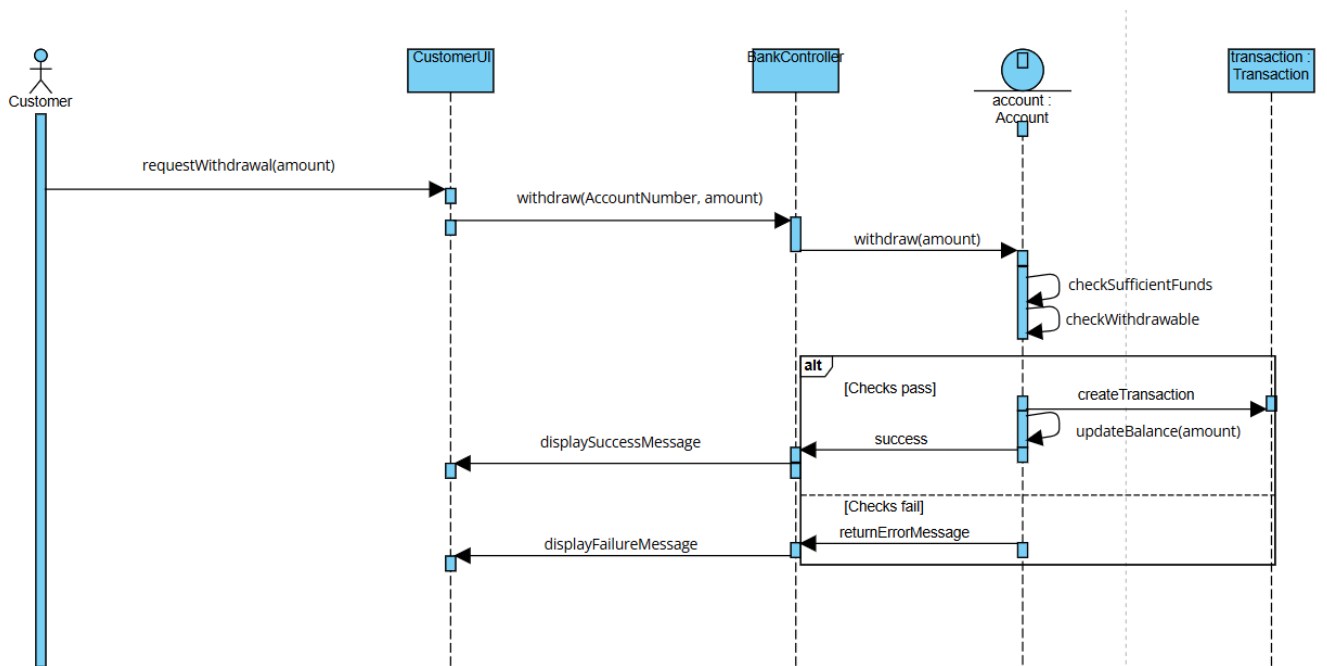 Customer
CustomerUI
BankController
account :
Account
transaction :
Transaction
requestWithdrawal(amount)
withdraw(AccountNumber, amount)
withdraw(amount)
checkSufficientFunds
checkWithdrawable
alt
[Checks pass]
createTransaction
updateBalance(amount)
success
displaySuccessMessage
[Checks fail]
returnErrorMessage
displayFailureMessage